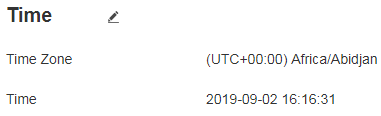 Time
Time Zone (UTC+00:00) Africa/Abidjan
Time 2019-09-02 16:16:31